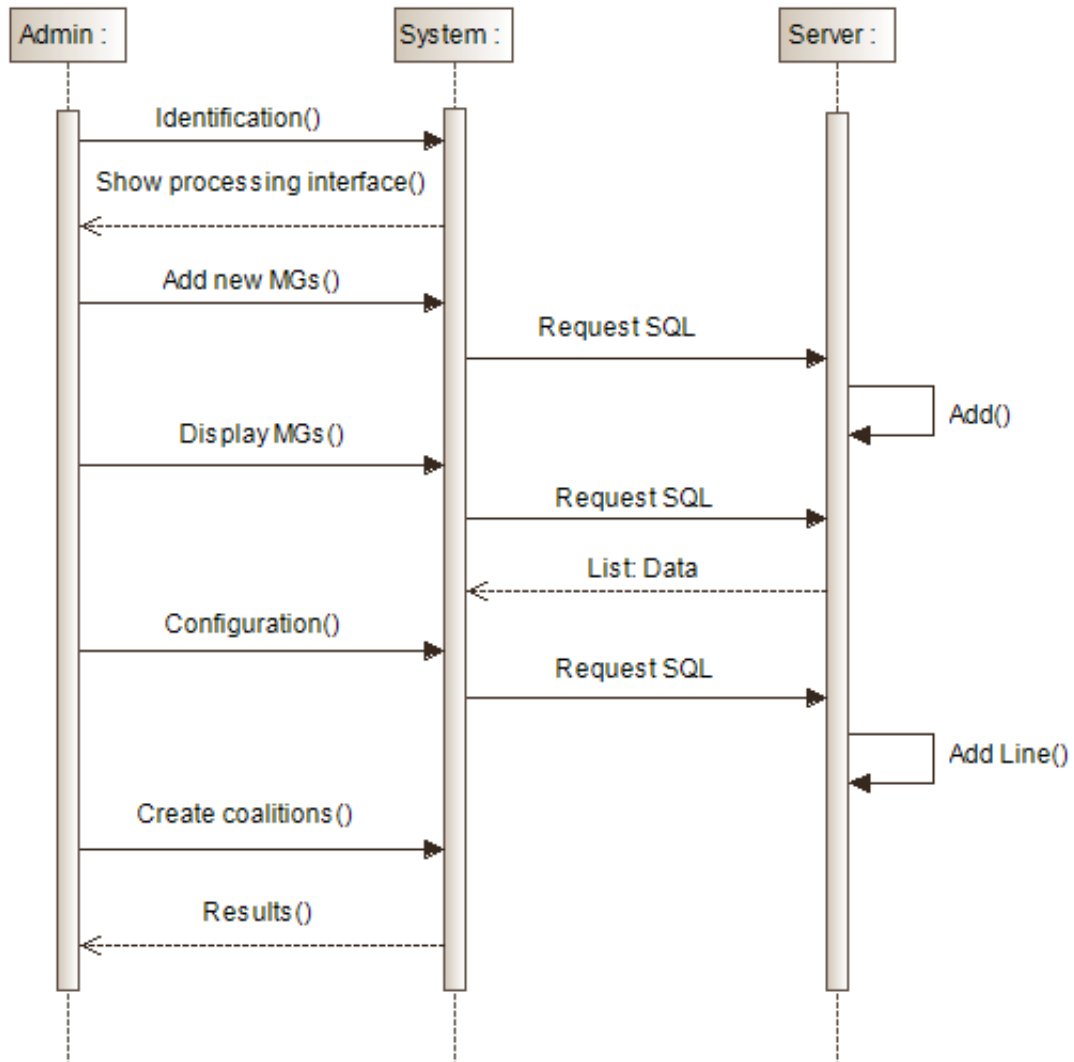 Admin :
System :
Server :
Identification()
Show processing interface()
Add new MGs()
Request SQL
Add()
Display MGs()
Request SQL
List: Data
Configuration()
Request SQL
Add Line()
Create coalitions()
Results()